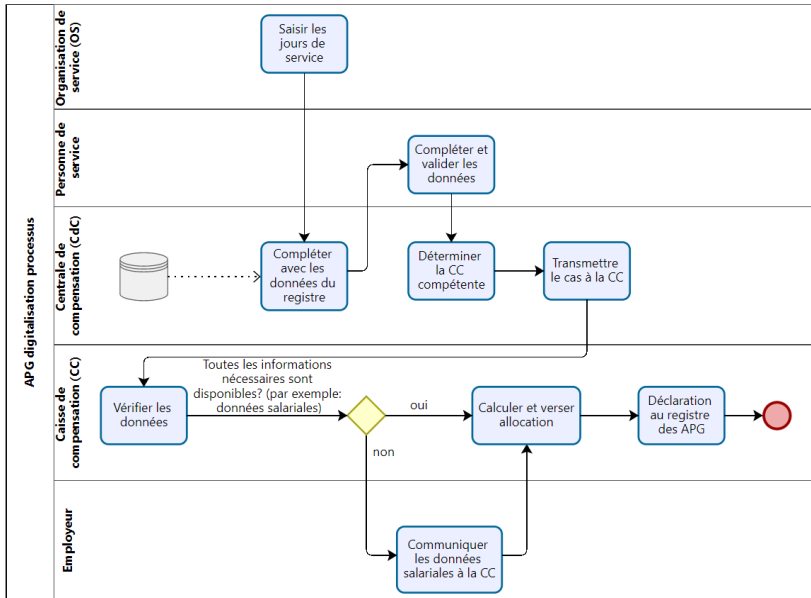 APG digitalisation processus
Organisation de
service (OS)
Saisir les
jours de
service
Personne de
service
Compléter et
valider les
données
Centrale de
compensation (CdC)
Compléter
avec les
données du
registre
Déterminer
la CC
compétente
Transmettre
le cas à la CC
Caisse de
compensation (CC)
Vérifier les
données
Toutes les informations
nécessaires sont
disponibles? (par exemple:
données salariales)
oui
non
Calculer et verser
allocation
Déclaration
au registre
des APG
Employeur
Communiquer
les données
salariales à la CC